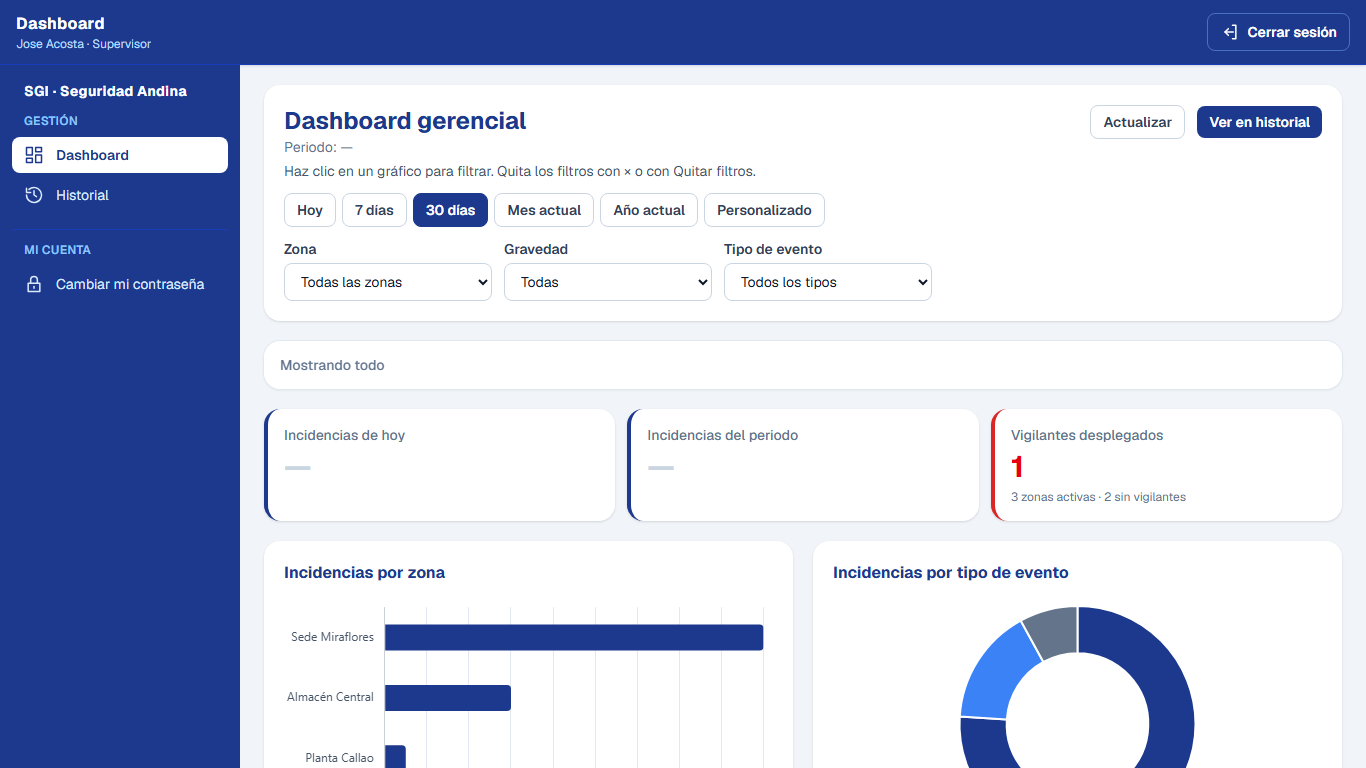 Dashboard
Jose Acosta · Supervisor
Cerrar sesión
SGI · Seguridad Andina
GESTIÓN
Dashboard
Historial
MI CUENTA
Cambiar mi contraseña
Dashboard gerencial
Periodo: —
Haz clic en un gráfico para filtrar. Quita los filtros con × o con Quitar filtros.
Actualizar
Ver en historial
Hoy
7 días
30 días
Mes actual
Año actual
Personalizado
Zona
Gravedad
Tipo de evento
Todas las zonas
Todas
Todos los tipos
Mostrando todo
Incidencias de hoy
—
Incidencias del periodo
—
Vigilantes desplegados
1
3 zonas activas · 2 sin vigilantes
Incidencias por zona
Sede Miraflores
Almacén Central
Planta Callao
Incidencias por tipo de evento